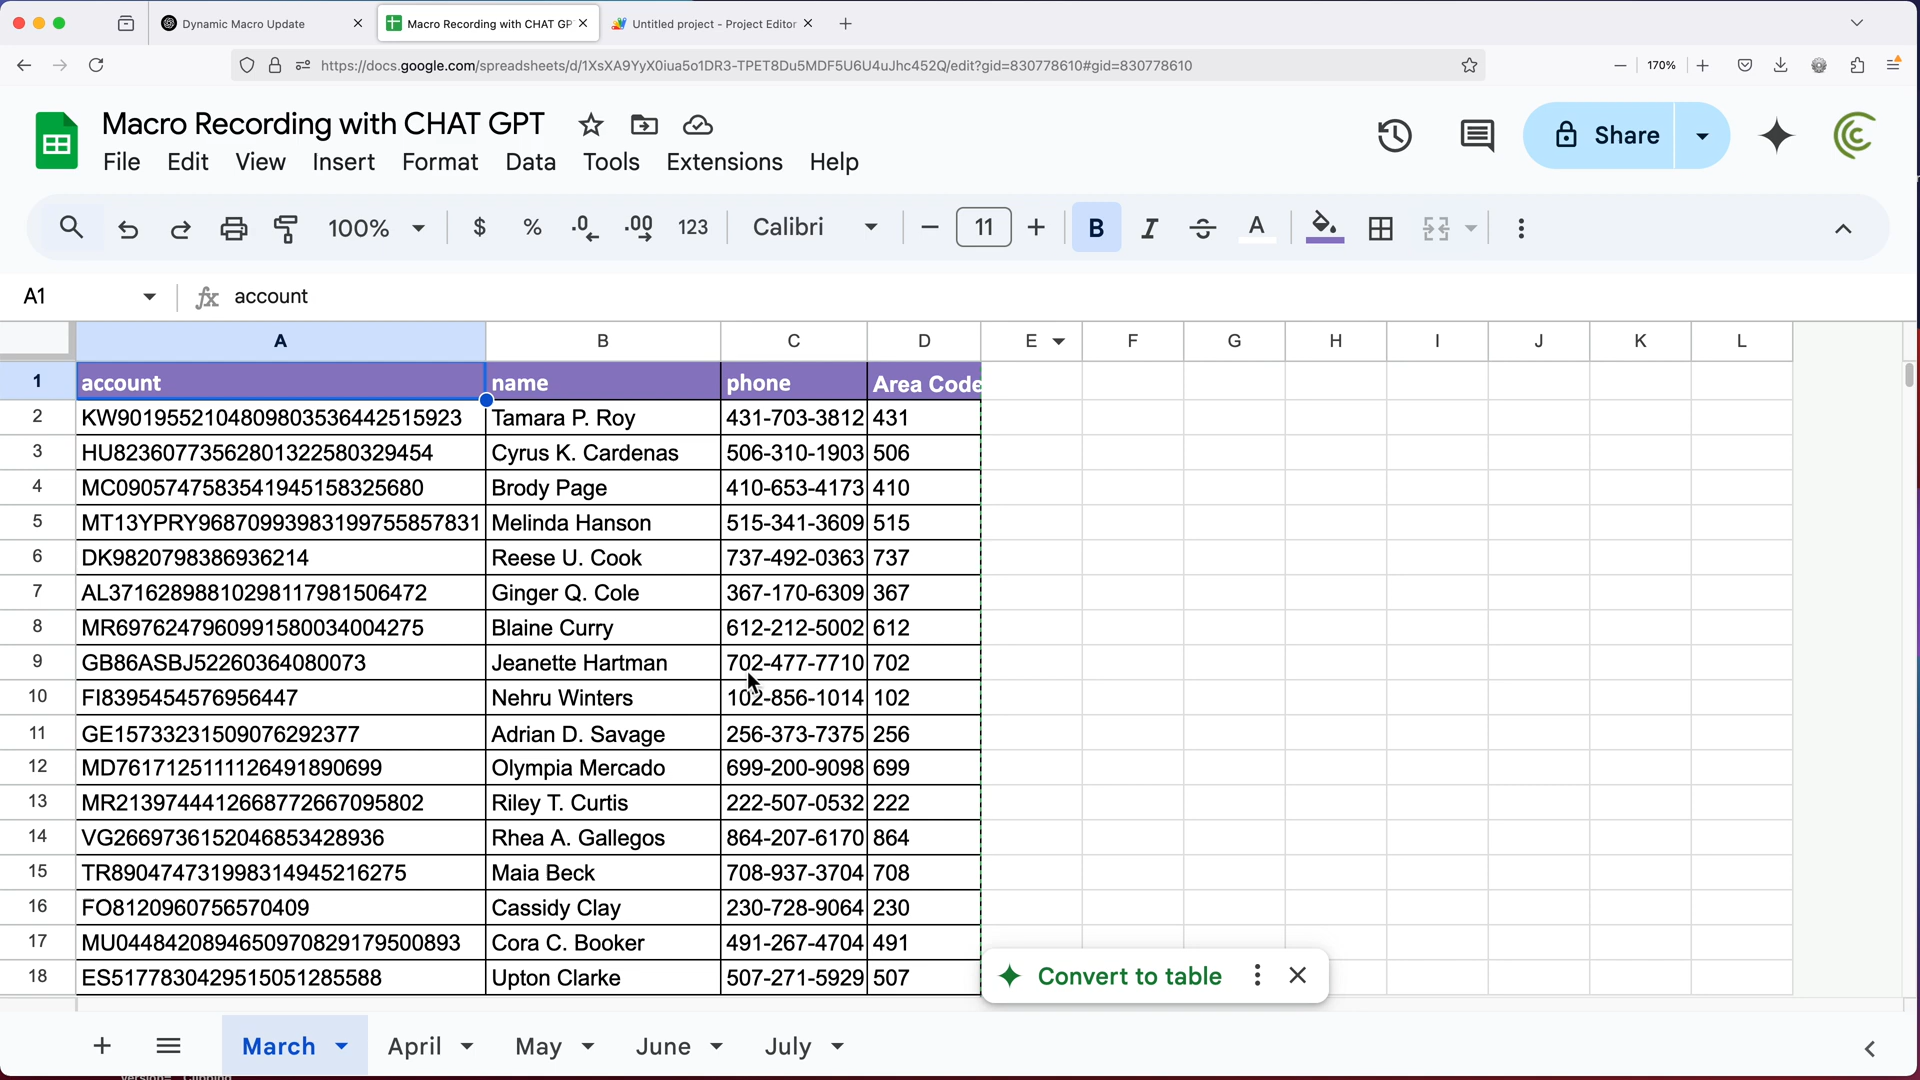 Dynamic Macro Update
Macro Recording with CHAT GP
Untitled project - Project Editor
https://docs.google.com/spreadsheets/d/1XsXA9YyX0iua5o1DR3-TPET8Du5MDF5U6U4uJhc452Q/edit?gid=830778610#gid=830778610
170%
Macro Recording with CHAT GPT
File Edit View Insert Format Data Tools Extensions Help
Share
100% $ % .0 .00 123 Calibri 11 B I S A
A1 fx account
A B C D E F G H I J K L
1 account name phone Area Code
2 KW9019552104809803536442515923 Tamara P. Roy 431-703-3812 431
3 HU82360773562801322580329454 Cyrus K. Cardenas 506-310-1903 506
4 MC0905747583541945158325680 Brody Page 410-653-4173 410
5 MT13YPRY96870993983199755857831 Melinda Hanson 515-341-3609 515
6 DK9820798386936214 Reese U. Cook 737-492-0363 737
7 AL37162898810298117981506472 Ginger Q. Cole 367-170-6309 367
8 MR6976247960991580034004275 Blaine Curry 612-212-5002 612
9 GB86ASBJ52260364080073 Jeanette Hartman 702-477-7710 702
10 FI8395454576956447 Nehru Winters 102-856-1014 102
11 GE15733231509076292377 Adrian D. Savage 256-373-7375 256
12 MD7617125111126491890699 Olympia Mercado 699-200-9098 699
13 MR2139744412668772667095802 Riley T. Curtis 222-507-0532 222
14 VG2669736152046853428936 Rhea A. Gallegos 864-207-6170 864
15 TR890474731998314945216275 Maia Beck 708-937-3704 708
16 FO8120960756570409 Cassidy Clay 230-728-9064 230
17 MU0448420894650970829179500893 Cora C. Booker 491-267-4704 491
18 ES5177830429515051285588 Upton Clarke 507-271-5929 507
Convert to table
March April May June July